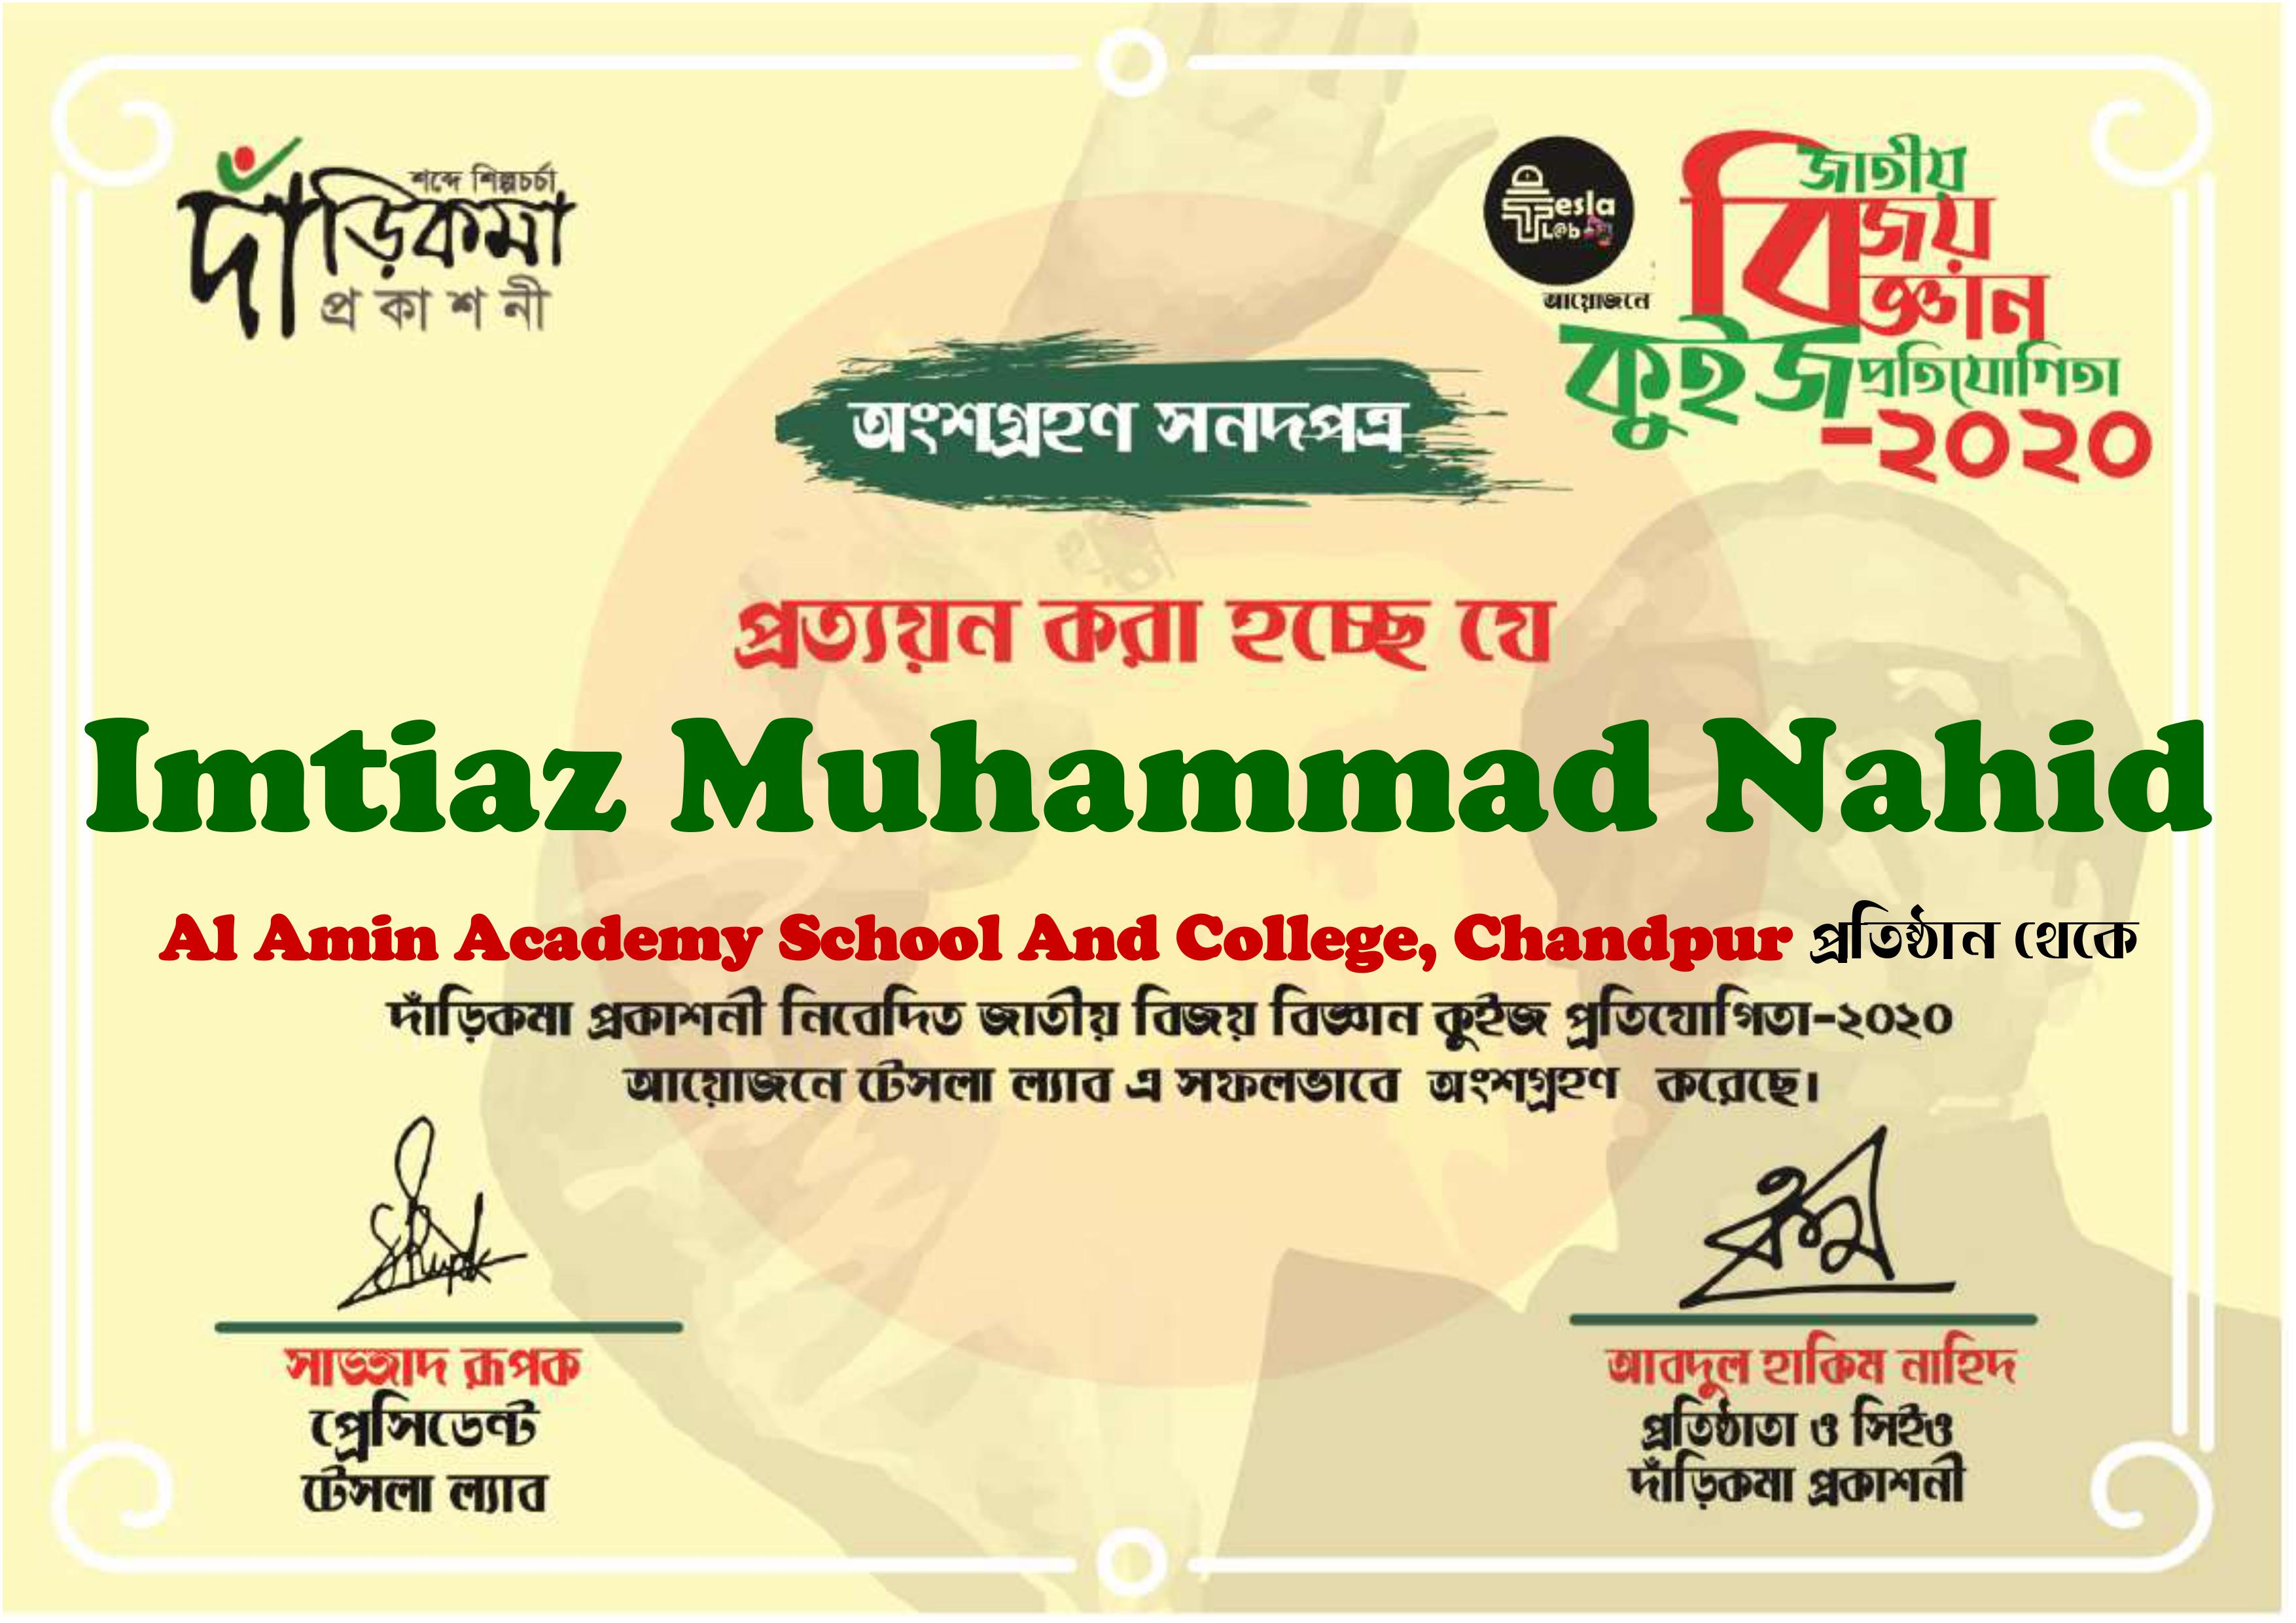 শব্দে শিল্পচর্চা
দাঁড়িকমা
প্রকাশনী
Tesla
L@b
আয়োজনে
জাতীয়
বিজয়
বিজ্ঞান
কুইজ প্রতিযোগিতা
-২০২০
অংশগ্রহণ সনদপত্র
প্রত্যয়ন করা হচ্ছে যে
Imtiaz Muhammad Nahid
Al Amin Academy School And College, Chandpur প্রতিষ্ঠান থেকে
দাঁড়িকমা প্রকাশনী নিবেদিত জাতীয় বিজয় বিজ্ঞান কুইজ প্রতিযোগিতা-২০২০
আয়োজনে টেসলা ল্যাব এ সফলভাবে অংশগ্রহণ করেছে।
সাজ্জাদ রূপক
প্রেসিডেন্ট
টেসলা ল্যাব
আবদুল হাকিম নাহিদ
প্রতিষ্ঠাতা ও সিইও
দাঁড়িকমা প্রকাশনী